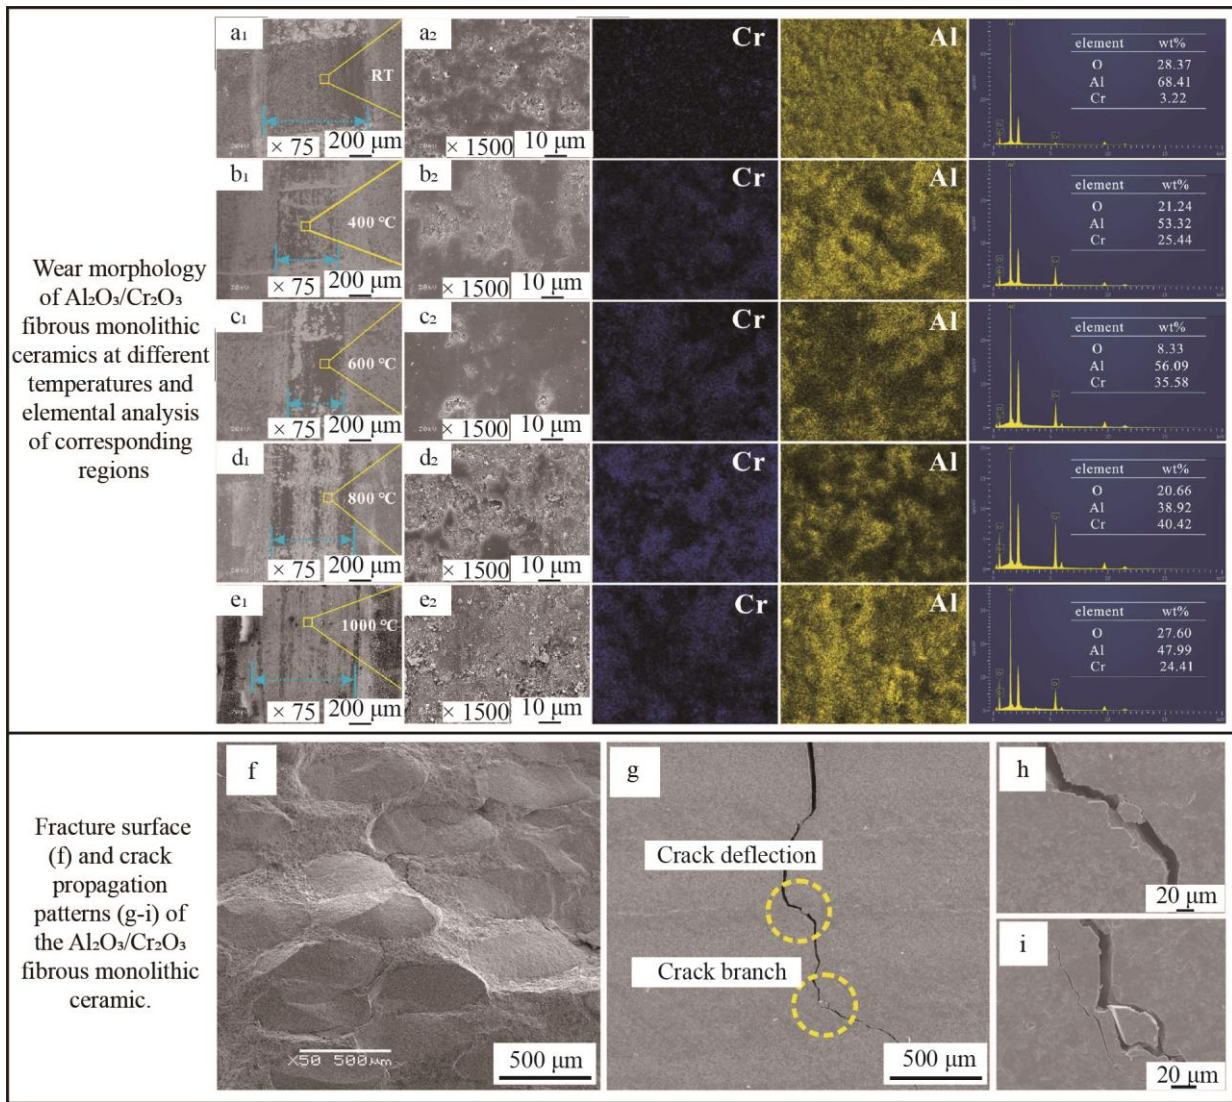 Wear morphology
of Al₂O₃/Cr₂O₃
fibrous monolithic
ceramics at different
temperatures and
elemental analysis
of corresponding
regions
a₁
RT
× 75
200 μm
a₂
× 1500
10 μm
Cr
Al
element wt%
O 28.37
Al 68.41
Cr 3.22
b₁
400 °C
× 75
200 μm
b₂
× 1500
10 μm
Cr
Al
element wt%
O 21.24
Al 53.32
Cr 25.44
c₁
600 °C
× 75
200 μm
c₂
× 1500
10 μm
Cr
Al
element wt%
O 8.33
Al 56.09
Cr 35.58
d₁
800 °C
× 75
200 μm
d₂
× 1500
10 μm
Cr
Al
element wt%
O 20.66
Al 38.92
Cr 40.42
e₁
1000 °C
× 75
200 μm
e₂
× 1500
10 μm
Cr
Al
element wt%
O 27.60
Al 47.99
Cr 24.41
Fracture surface
(f) and crack
propagation
patterns (g-i) of
the Al₂O₃/Cr₂O₃
fibrous monolithic
ceramic.
f
X50 500μm
500 μm
g
Crack deflection
Crack branch
500 μm
h
20 μm
i
20 μm